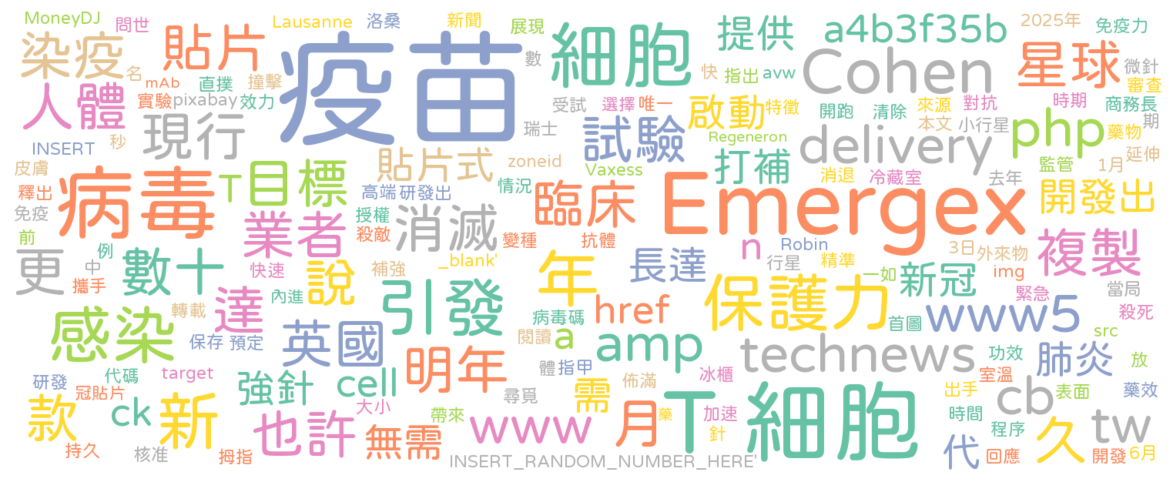 MoneyDJ
問世
Lausanne
洛桑
新聞
展現
2025年
免疫力
染疫
貼片
疫苗
細胞
提供
a4b3f35b
名
mAb
直撲
撞擊
數
快
指出
avw
Cohen
星球
微針
審查
人體
實驗
pixabay
效力
受試
選擇
唯一
啟動
特徵
開跑
清除
來源
對抗
時期
商務長
INSERT
秒
現行
瑞士
試驗
Regeneron
本文
小行星
php
藥物
期
皮膚
貼片式
zoneid
Vaxess
打補
delivery
監管
1月
延伸
釋出
病毒
T
目標
高端
研發出
情況
臨床
Emergex
消退
冷藏室
去年
開發出
免疫
前
業者
授權
殺敵
消滅
變種
抗體
n
Robin
行星
精準
3日
外來物
複製
更
中
例
攜手
數十
快速
說
補強
_blank'
年
長達
一如
新冠
img
緊急
當局
轉載
達
內進
引發
病毒碼
href
保護力
首圖
www5
殺死
感染
保存
預定
英國
閱讀
a
amp
technews
功效
src
肺炎
放
研發
代碼
冠貼片
target
強針
cell
明年
體
指甲
佈滿
冰櫃
室溫
表面
藥效
款
ck
新
大小
尋覓
需
T 細胞
出手
cb
持久
核准
拇指
也許
帶來
無需
www
月
藥
加速
針
時間
程序
代
回應
久
tw
開發
6月
INSERT_RANDOM_NUMBER_HERE'